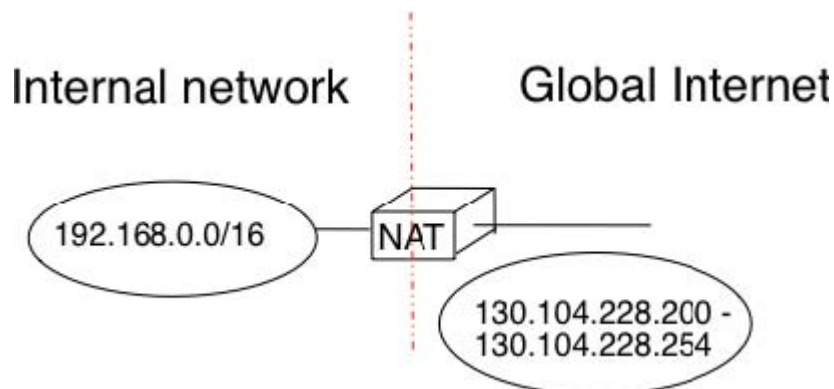 Internal network
Global Internet
192.168.0.0/16
NAT
130.104.228.200 -
130.104.228.254